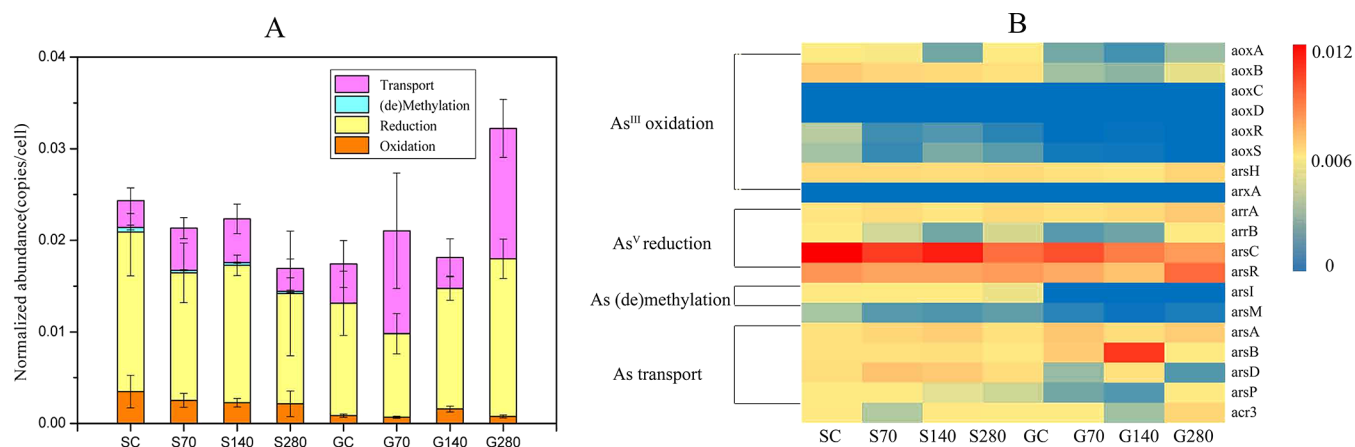 A
Normalized abundance(copies/cell)
0.04
0.03
0.02
0.01
0.00
Transport
(de)Methylation
Reduction
Oxidation
SC S70 S140 S280 GC G70 G140 G280
B
As^III oxidation
As^V reduction
As (de)methylation
As transport
aoxA
aoxB
aoxC
aoxD
aoxR
aoxS
arsH
arxA
arrA
arrB
arsC
arsR
arsI
arsM
arsA
arsB
arsD
arsP
acr3
SC S70 S140 S280 GC G70 G140 G280
0.012
0.006
0